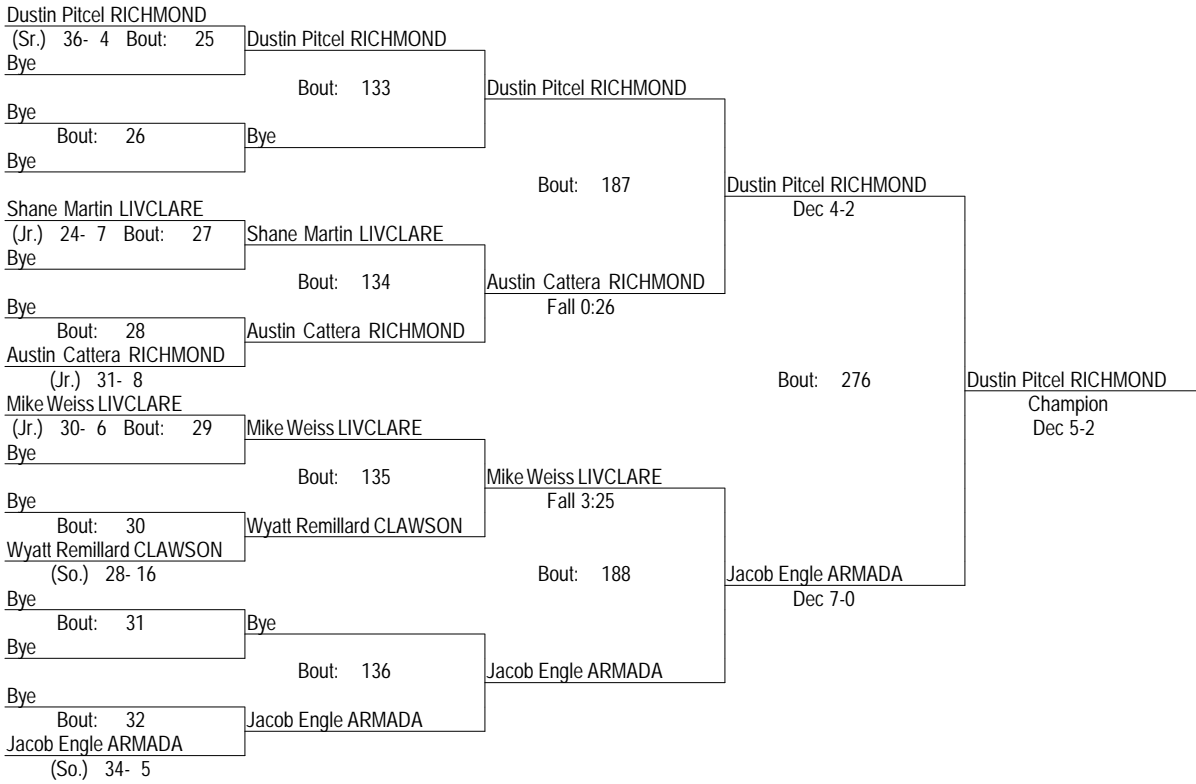 Dustin Pitcel RICHMOND
(Sr.) 36- 4 Bout: 25 Dustin Pitcel RICHMOND
Bye
Bout: 133 Dustin Pitcel RICHMOND
Bye
Bout: 26 Bye
Bye
Bout: 187 Dustin Pitcel RICHMOND
Dec 4-2
Shane Martin LIVCLARE
(Jr.) 24- 7 Bout: 27 Shane Martin LIVCLARE
Bye
Bout: 134 Austin Cattera RICHMOND
Fall 0:26
Bye
Bout: 28 Austin Cattera RICHMOND
Austin Cattera RICHMOND
(Jr.) 31- 8
Bout: 276 Dustin Pitcel RICHMOND
Champion
Dec 5-2
Mike Weiss LIVCLARE
(Jr.) 30- 6 Bout: 29 Mike Weiss LIVCLARE
Bye
Bout: 135 Mike Weiss LIVCLARE
Fall 3:25
Bye
Bout: 30 Wyatt Remillard CLAWSON
Wyatt Remillard CLAWSON
(So.) 28- 16
Bout: 188 Jacob Engle ARMADA
Dec 7-0
Bye
Bout: 31 Bye
Bye
Bout: 136 Jacob Engle ARMADA
Bye
Bout: 32 Jacob Engle ARMADA
Jacob Engle ARMADA
(So.) 34- 5